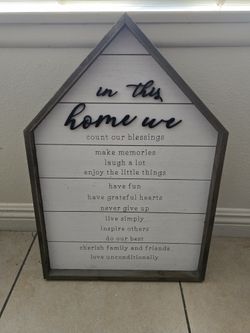 in this
home we
count our blessings
make memories
laugh a lot
enjoy the little things
have fun
have grateful hearts
never give up
live simply
inspire others
do our best
cherish family and friends
love unconditionally